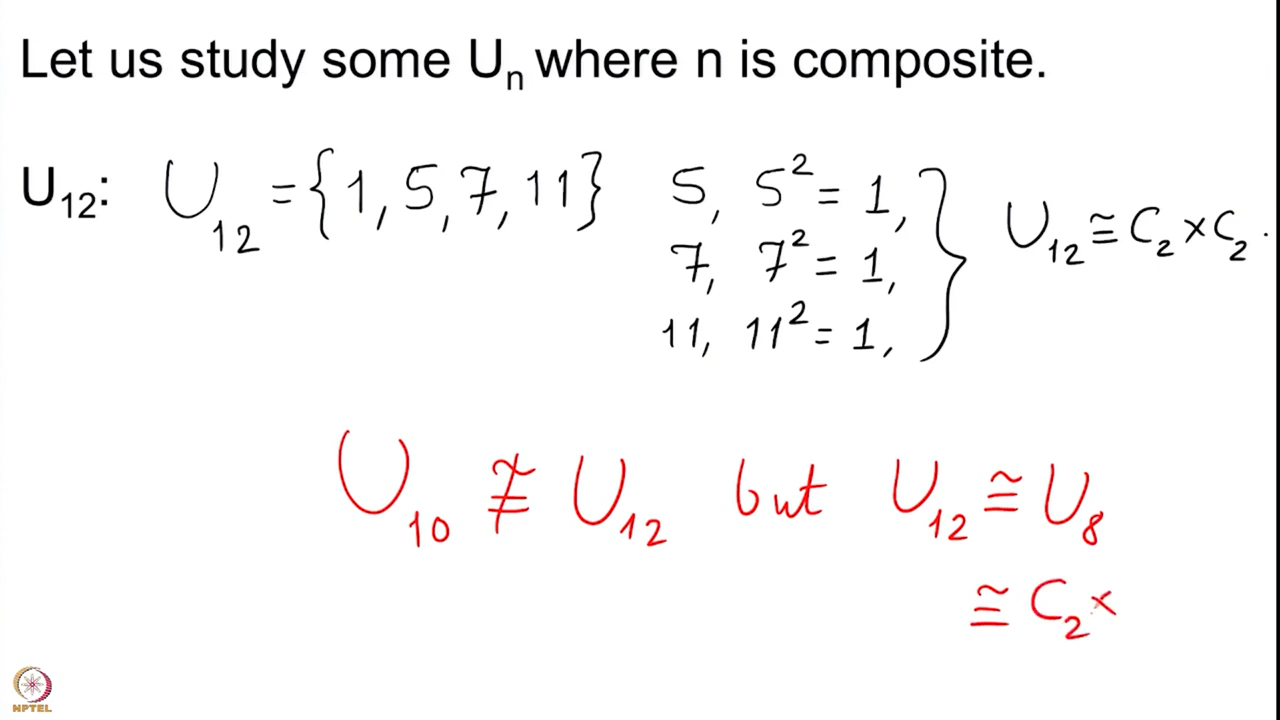 Let us study some Uₙ where n is composite.
U₁₂: U₁₂ = {1, 5, 7, 11} 5, 5² = 1,
7, 7² = 1,
11, 11² = 1,
U₁₂ ≅ C₂ × C₂.
U₁₀ ≇ U₁₂ but U₁₂ ≅ U₈
≅ C₂ ×
NPTEL